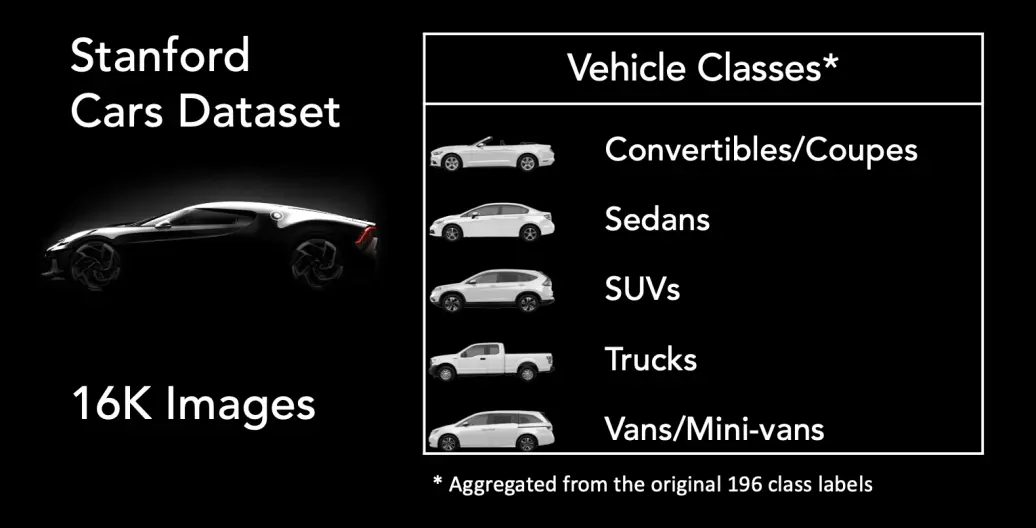 Stanford
Cars Dataset
16K Images
Vehicle Classes*
Convertibles/Coupes
Sedans
SUVs
Trucks
Vans/Mini-vans
* Aggregated from the original 196 class labels